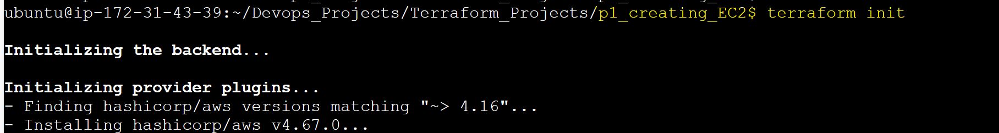 ubuntu@ip-172-31-43-39:~/Devops_Projects/Terraform_Projects/p1_creating_EC2$ terraform init
Initializing the backend...
Initializing provider plugins...
- Finding hashicorp/aws versions matching "~> 4.16"...
- Installing hashicorp/aws v4.67.0...